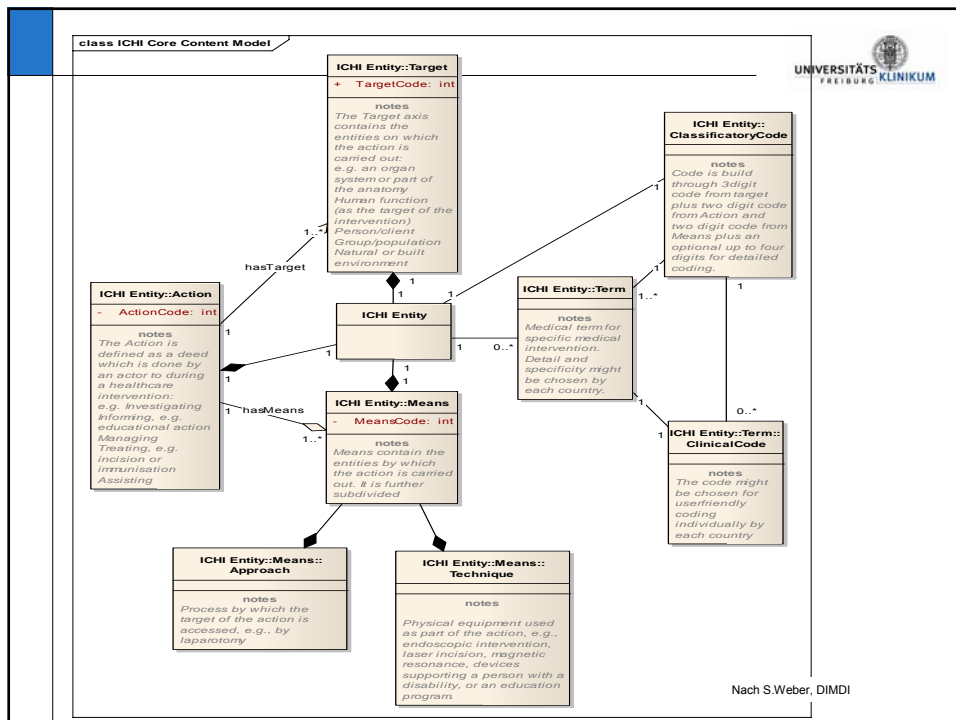 class ICHI Core Content Model
UNIVERSITÄTS
FREIBURG KLINIKUM
ICHI Entity::Target
+ TargetCode: int
notes
The Target axis
contains the
entities on which
the action is
carried out:
e.g. an organ
system or part of
the anatomy
Human function
(as the target of the
intervention)
Person/client
Group/population
Natural or built
environment
ICHI Entity::
ClassificatoryCode
notes
Code is build
through 3digit
code from target
plus two digit code
from Action and
two digit code from
Means plus an
optional up to four
digits for detailed
coding.
1
1
1..*
hasTarget
1
1
1
1
1..*
1
ICHI Entity::Action
- ActionCode: int
notes
The Action is
defined as a deed
which is done by
an actor to during
a healthcare
intervention:
e.g. Investigating
Informing, e.g.
educational action
Managing
Treating, e.g.
incision or
immunisation
Assisting
ICHI Entity
ICHI Entity::Term
notes
Medical term for
specific medical
intervention.
Detail and
specificity might
be chosen by
each country.
1
1
1
1
0..*
1
1
hasMeans
1
1..*
ICHI Entity::Means
- MeansCode: int
notes
Means contain the
entities by which
the action is carried
out. It is further
subdivided
1
1
0..*
ICHI Entity::Term::
ClinicalCode
notes
The code might
be chosen for
userfriendly
coding
individually by
each country
ICHI Entity::Means::
Approach
notes
Process by which the
target of the action is
accessed, e.g., by
laparotomy
ICHI Entity::Means::
Technique
notes
Physical equipment used
as part of the action, e.g.,
endoscopic intervention,
laser incision, magnetic
resonance, devices
supporting a person with a
disability, or an education
program.
Nach S.Weber, DIMDI